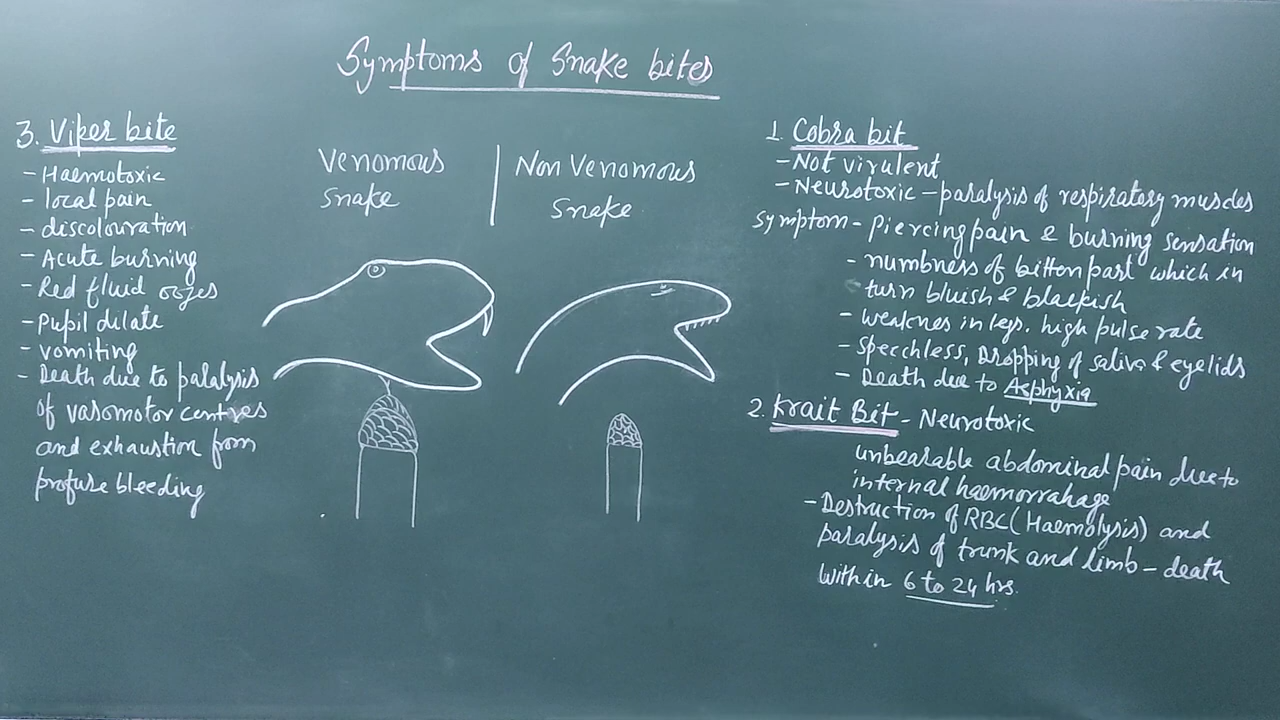 Symptoms of Snake bites
3. Viper bite
- Haemotoxic
- local pain
- discolouration
- Acute burning
- Red fluid oozes
- Pupil dilate
- vomiting
- Death due to paralysis
of vasomotor centres
and exhaustion from
profuse bleeding
Venomous
Snake
Non Venomous
Snake
1. Cobra bit
- Not virulent
- Neurotoxic - paralysis of respiratory muscles
Symptom - Piercing pain & burning sensation
- numbness of bitten part which in
turn bluish & blackish
- weaknes in legs. high pulse rate
- Speechless, Dropping of saliva & eyelids
- Death due to Asphyxia
2. Krait Bit - Neurotoxic
unbearable abdominal pain due to
internal haemorrahage
- Destruction of RBC (Haemolysis) and
paralysis of trunk and limb - death
within 6 to 24 hrs.